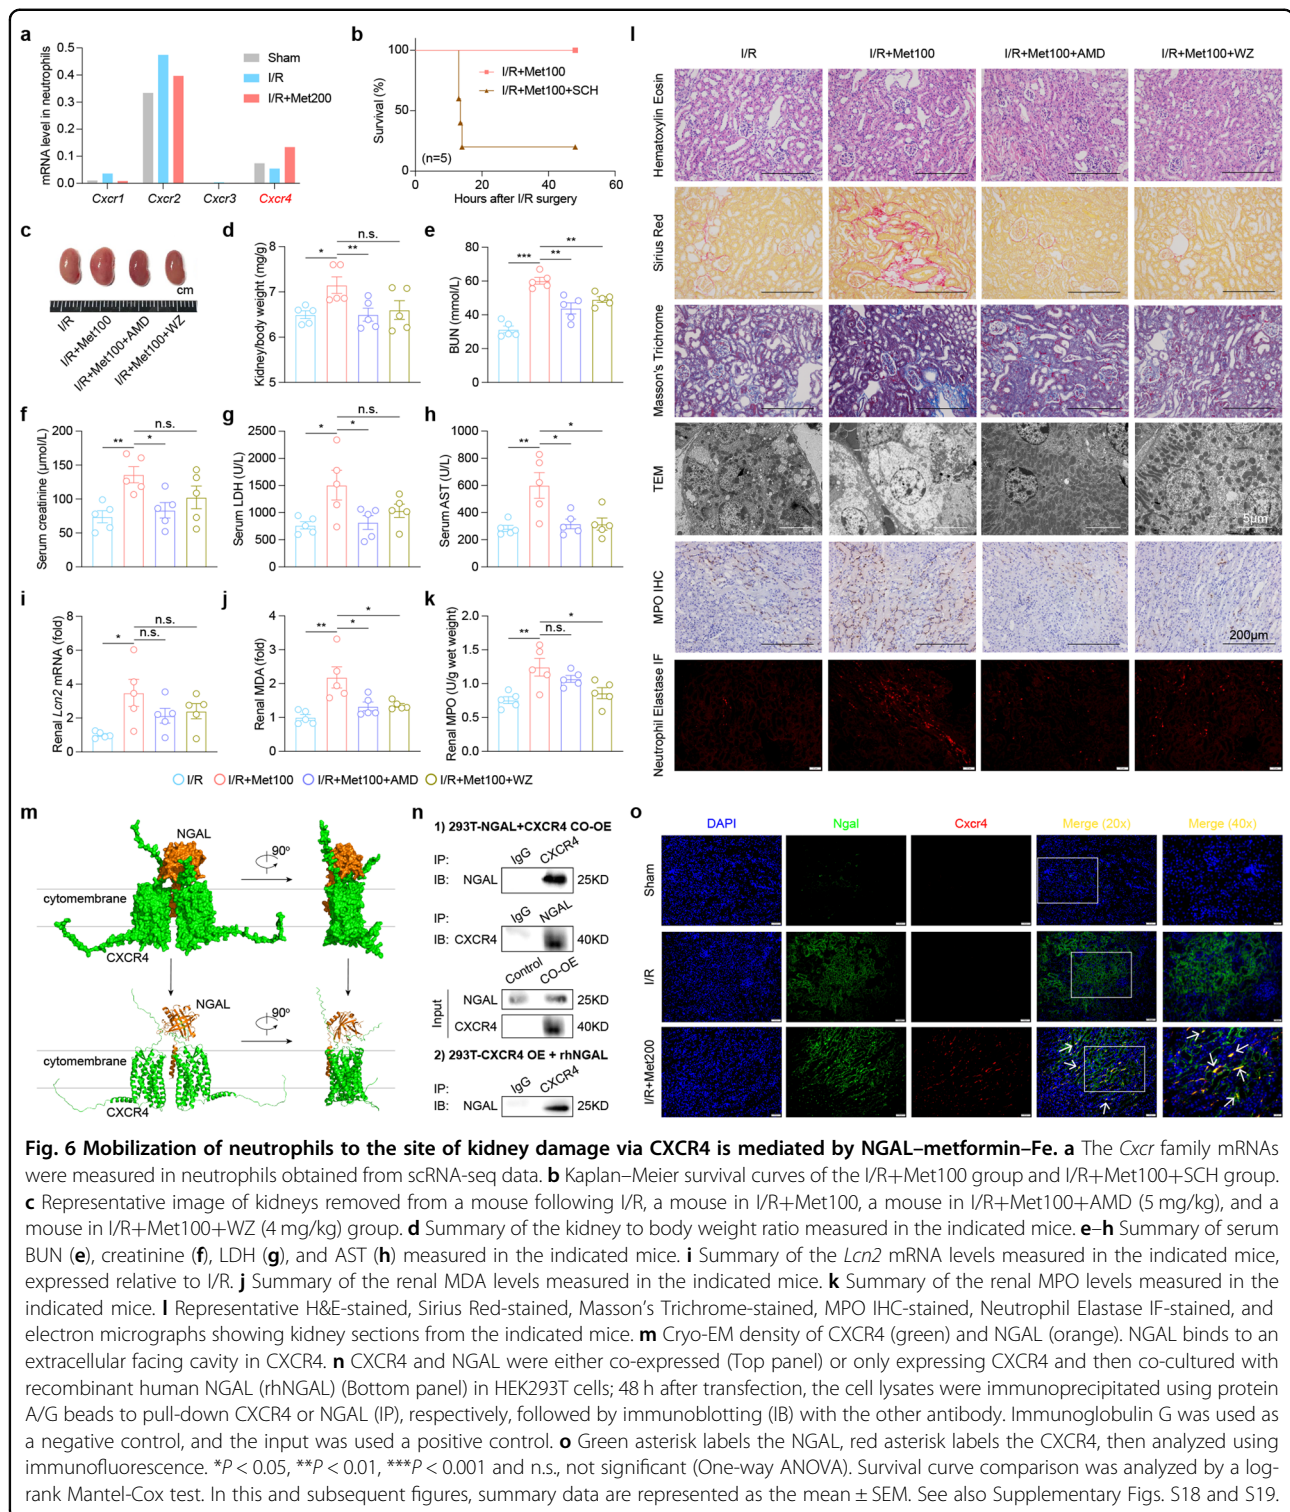 a
mRNA level in neutrophils
0.5
0.4
0.3
0.2
0.1
0.0
Sham
I/R
I/R+Met200
Cxcr1 Cxcr2 Cxcr3 Cxcr4
b
Survival (%)
100
50
0
I/R+Met100
I/R+Met100+SCH
(n=5)
0 20 40 60
Hours after I/R surgery
c
cm
I/R
I/R+Met100
I/R+Met100+AMD
I/R+Met100+WZ
d
Kidney/body weight (mg/g)
9
8
7
6
5
n.s.
* **
e
BUN (mmol/L)
80
60
40
20
0
**
*** **
f
Serum creatinine (μmol/L)
200
150
100
50
0
n.s.
** *
g
Serum LDH (U/L)
2500
2000
1500
1000
500
0
n.s.
* *
h
Serum AST (U/L)
1000
800
600
400
200
0
*
** *
i
Renal Lcn2 mRNA (fold)
8
6
4
2
0
n.s.
* n.s.
j
Renal MDA (fold)
4
3
2
1
0
*
** *
k
Renal MPO (U/g wet weight)
2.0
1.5
1.0
0.5
0.0
*
** n.s.
I/R I/R+Met100 I/R+Met100+AMD I/R+Met100+WZ
l
I/R I/R+Met100 I/R+Met100+AMD I/R+Met100+WZ
Hematoxylin Eosin
Sirius Red
Masson's Trichrome
TEM
5μm
MPO IHC
200μm
Neutrophil Elastase IF
m
NGAL
90º
cytomembrane
CXCR4
NGAL
90º
cytomembrane
CXCR4
n
1) 293T-NGAL+CXCR4 CO-OE
IP: IgG CXCR4
IB: NGAL 25KD
IP: IgG NGAL
IB: CXCR4 40KD
Control CO-OE
Input
NGAL 25KD
CXCR4 40KD
2) 293T-CXCR4 OE + rhNGAL
IP: IgG CXCR4
IB: NGAL 25KD
o
DAPI Ngal Cxcr4 Merge (20x) Merge (40x)
Sham
I/R
I/R+Met200
Fig. 6 Mobilization of neutrophils to the site of kidney damage via CXCR4 is mediated by NGAL–metformin–Fe. a The Cxcr family mRNAs
were measured in neutrophils obtained from scRNA-seq data. b Kaplan–Meier survival curves of the I/R+Met100 group and I/R+Met100+SCH group.
c Representative image of kidneys removed from a mouse following I/R, a mouse in I/R+Met100, a mouse in I/R+Met100+AMD (5 mg/kg), and a
mouse in I/R+Met100+WZ (4 mg/kg) group. d Summary of the kidney to body weight ratio measured in the indicated mice. e–h Summary of serum
BUN (e), creatinine (f), LDH (g), and AST (h) measured in the indicated mice. i Summary of the Lcn2 mRNA levels measured in the indicated mice,
expressed relative to I/R. j Summary of the renal MDA levels measured in the indicated mice. k Summary of the renal MPO levels measured in the
indicated mice. l Representative H&E-stained, Sirius Red-stained, Masson's Trichrome-stained, MPO IHC-stained, Neutrophil Elastase IF-stained, and
electron micrographs showing kidney sections from the indicated mice. m Cryo-EM density of CXCR4 (green) and NGAL (orange). NGAL binds to an
extracellular facing cavity in CXCR4. n CXCR4 and NGAL were either co-expressed (Top panel) or only expressing CXCR4 and then co-cultured with
recombinant human NGAL (rhNGAL) (Bottom panel) in HEK293T cells; 48 h after transfection, the cell lysates were immunoprecipitated using protein
A/G beads to pull-down CXCR4 or NGAL (IP), respectively, followed by immunoblotting (IB) with the other antibody. Immunoglobulin G was used as
a negative control, and the input was used a positive control. o Green asterisk labels the NGAL, red asterisk labels the CXCR4, then analyzed using
immunofluorescence. *P < 0.05, **P < 0.01, ***P < 0.001 and n.s., not significant (One-way ANOVA). Survival curve comparison was analyzed by a log-
rank Mantel-Cox test. In this and subsequent figures, summary data are represented as the mean ± SEM. See also Supplementary Figs. S18 and S19.